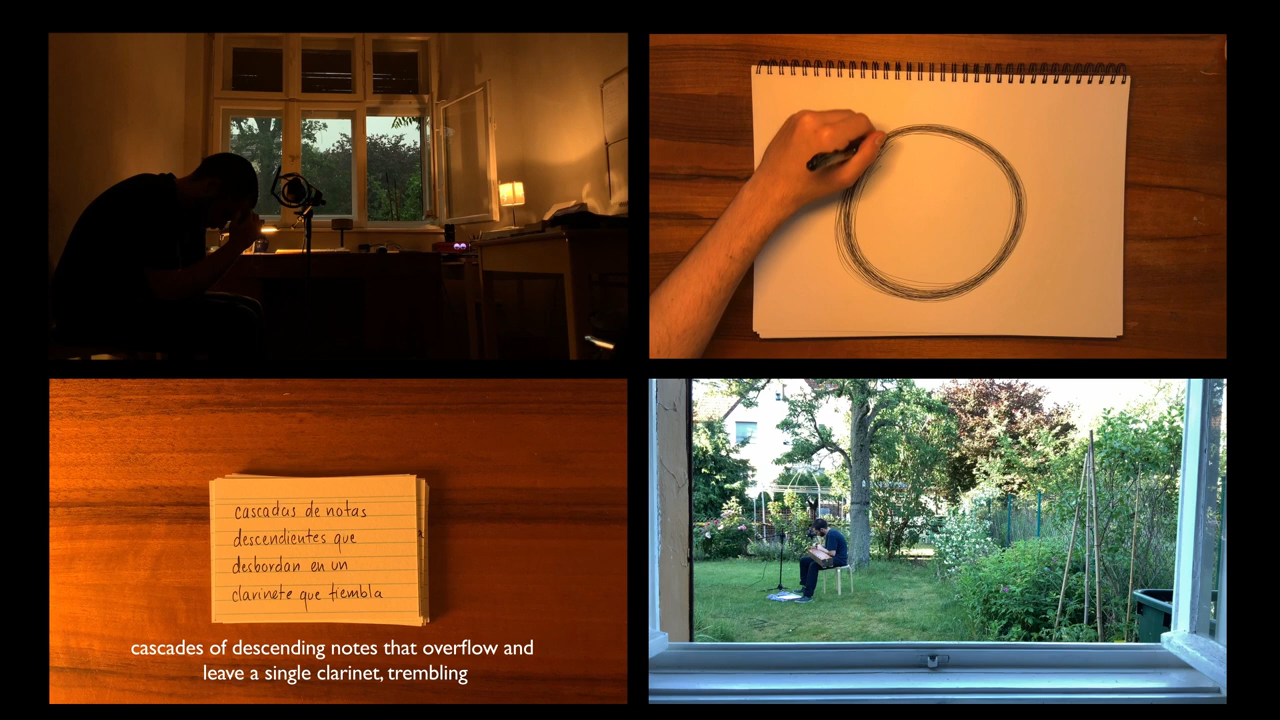 cascadas de notas
descendientes que
desbordan en un
clarinete que tiembla
cascades of descending notes that overflow and
leave a single clarinet, trembling